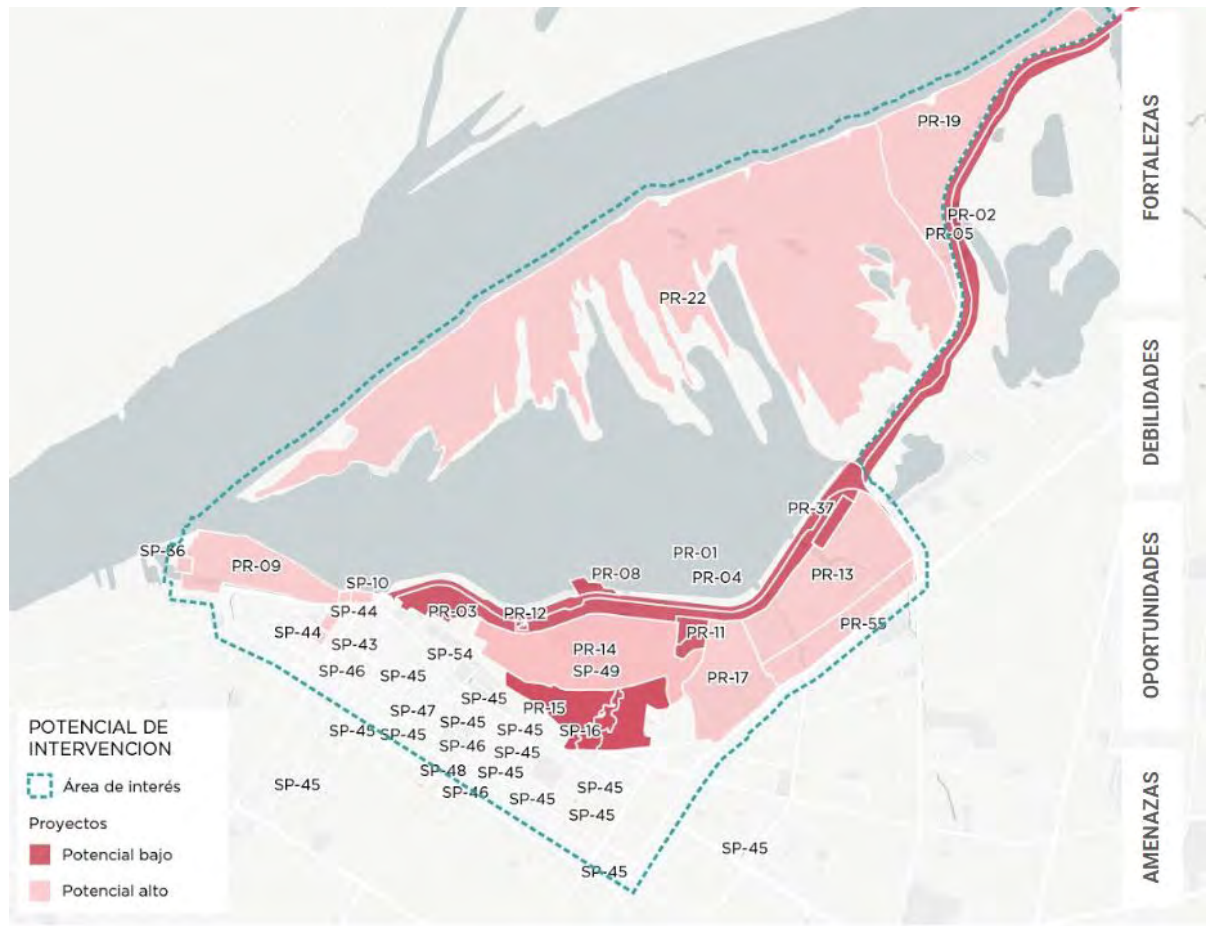 FORTALEZAS
PR-19
PR-02
PR-05
PR-22
DEBILIDADES
PR-37
OPORTUNIDADES
SP-36
PR-09
SP-10
PR-01
PR-08
PR-04
PR-13
SP-44
PR-03
PR-12
PR-55
SP-44
SP-43
PR-11
SP-54
PR-14
SP-46
SP-45
SP-49
PR-17
SP-45
PR-15
SP-47
SP-45
SP-45
SP-45
SP-45
SP-16
SP-46
SP-45
SP-48
SP-45
SP-45
SP-46
SP-45
SP-45
SP-45
SP-45
SP-45
AMENAZAS
POTENCIAL DE
INTERVENCION
Área de interés
Proyectos
Potencial bajo
Potencial alto